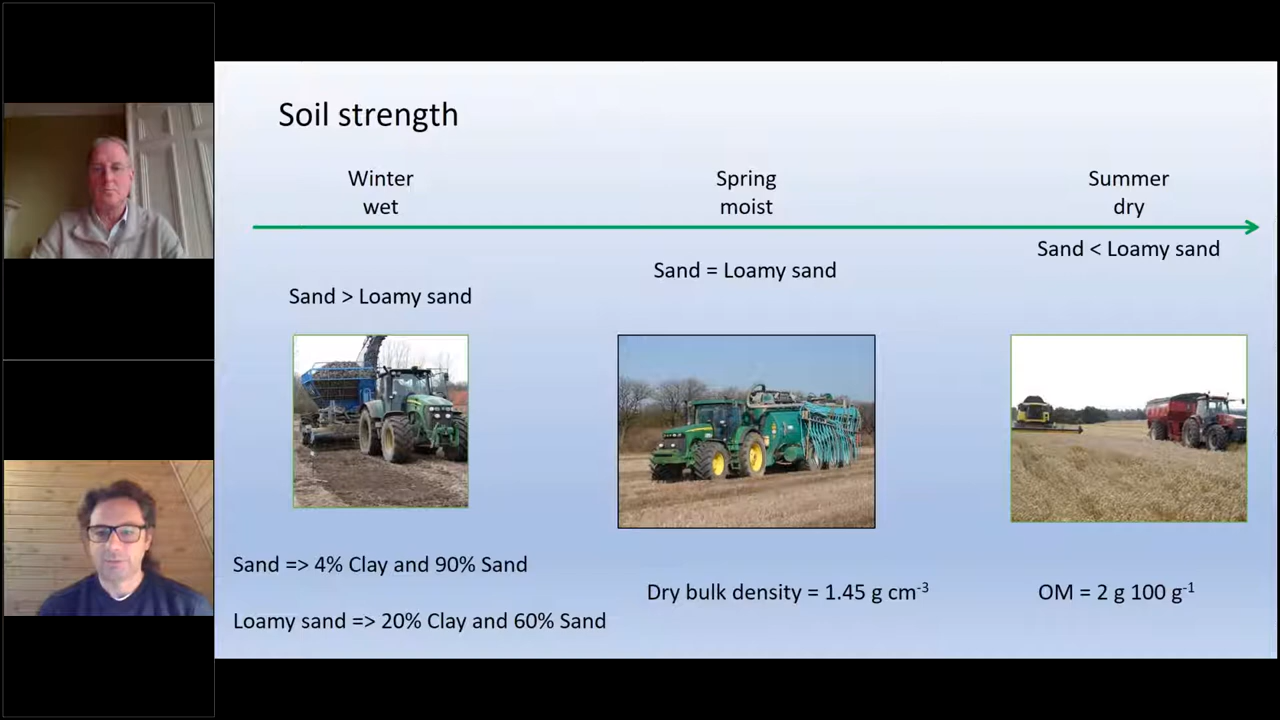 Soil strength
Winter
wet
Spring
moist
Summer
dry
Sand > Loamy sand
Sand = Loamy sand
Sand < Loamy sand
Sand => 4% Clay and 90% Sand
Loamy sand => 20% Clay and 60% Sand
Dry bulk density = 1.45 g cm⁻³
OM = 2 g 100 g⁻¹